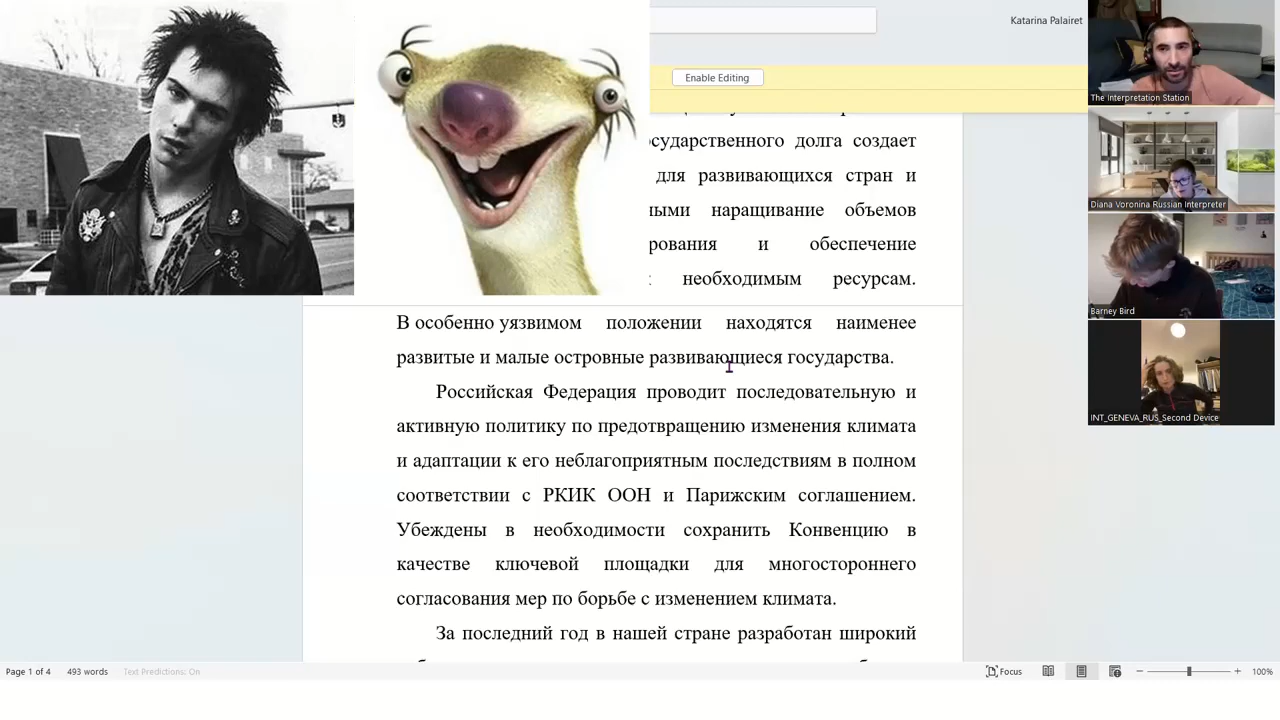 Katarina Palairet
Enable Editing
The Interpretation Station
осударственного долга создает
для развивающихся стран и
ными наращивание объемов
рования и обеспечение
необходимым ресурсам.
В особенно уязвимом положении находятся наименее
развитые и малые островные развивающиеся государства.
Российская Федерация проводит последовательную и
активную политику по предотвращению изменения климата
и адаптации к его неблагоприятным последствиям в полном
соответствии с РКИК ООН и Парижским соглашением.
Убеждены в необходимости сохранить Конвенцию в
качестве ключевой площадки для многостороннего
согласования мер по борьбе с изменением климата.
За последний год в нашей стране разработан широкий
Diana Voronina Russian Interpreter
Barney Bird
INT_GENEVA_RUS_Second Device
Page 1 of 4 493 words Text Predictions: On Focus 100%